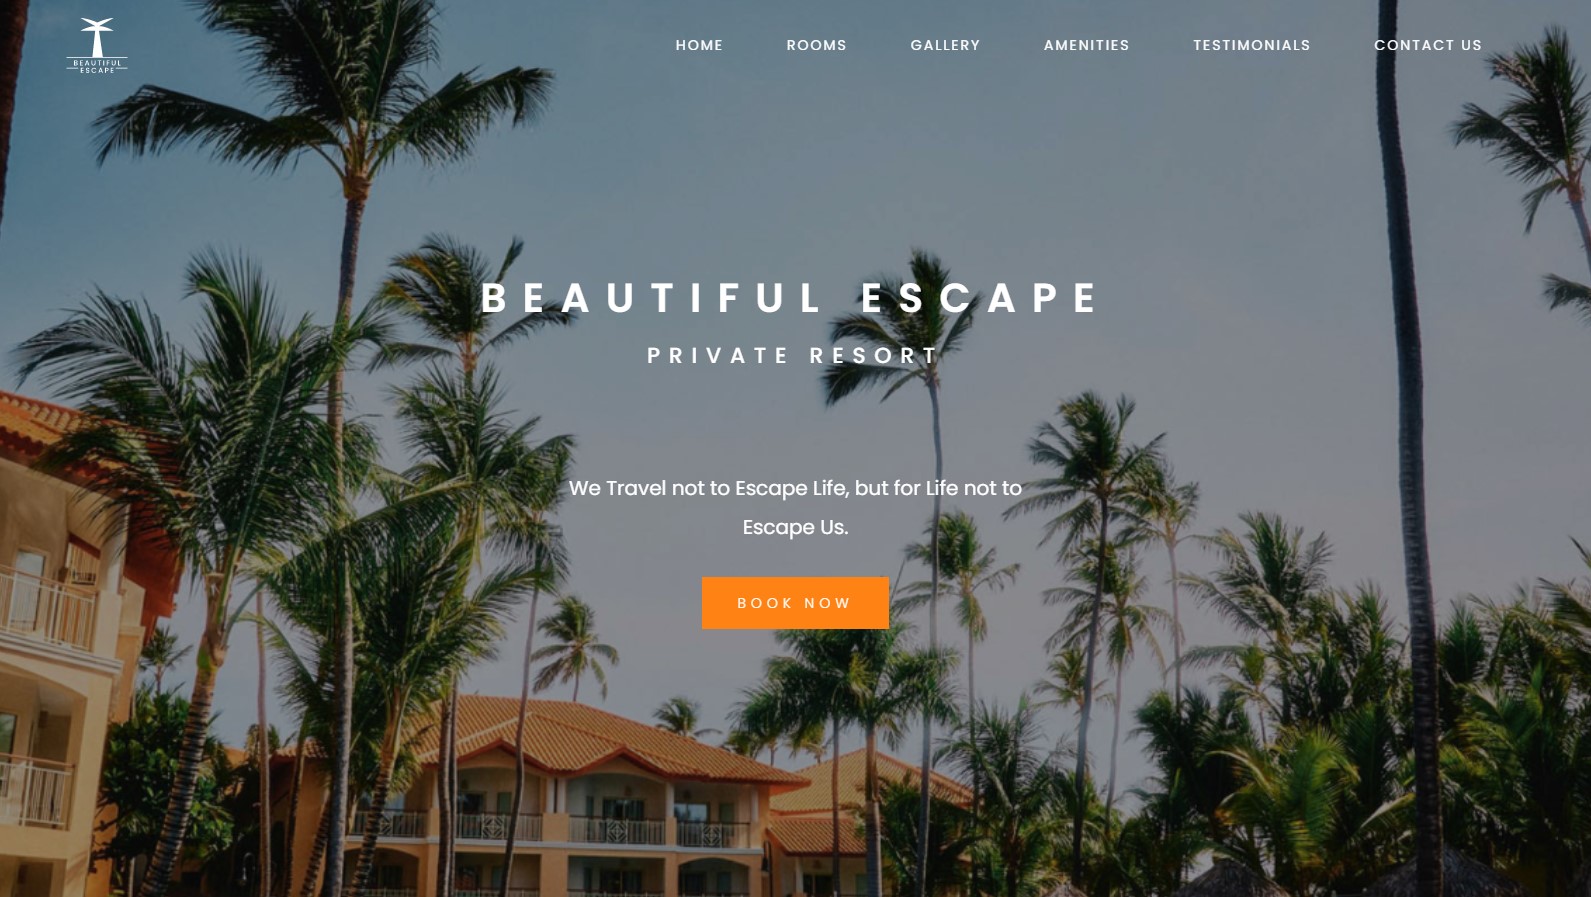 BEAUTIFUL
ESCAPE
HOME ROOMS GALLERY AMENITIES TESTIMONIALS CONTACT US
BEAUTIFUL ESCAPE
PRIVATE RESORT
We Travel not to Escape Life, but for Life not to
Escape Us.
BOOK NOW